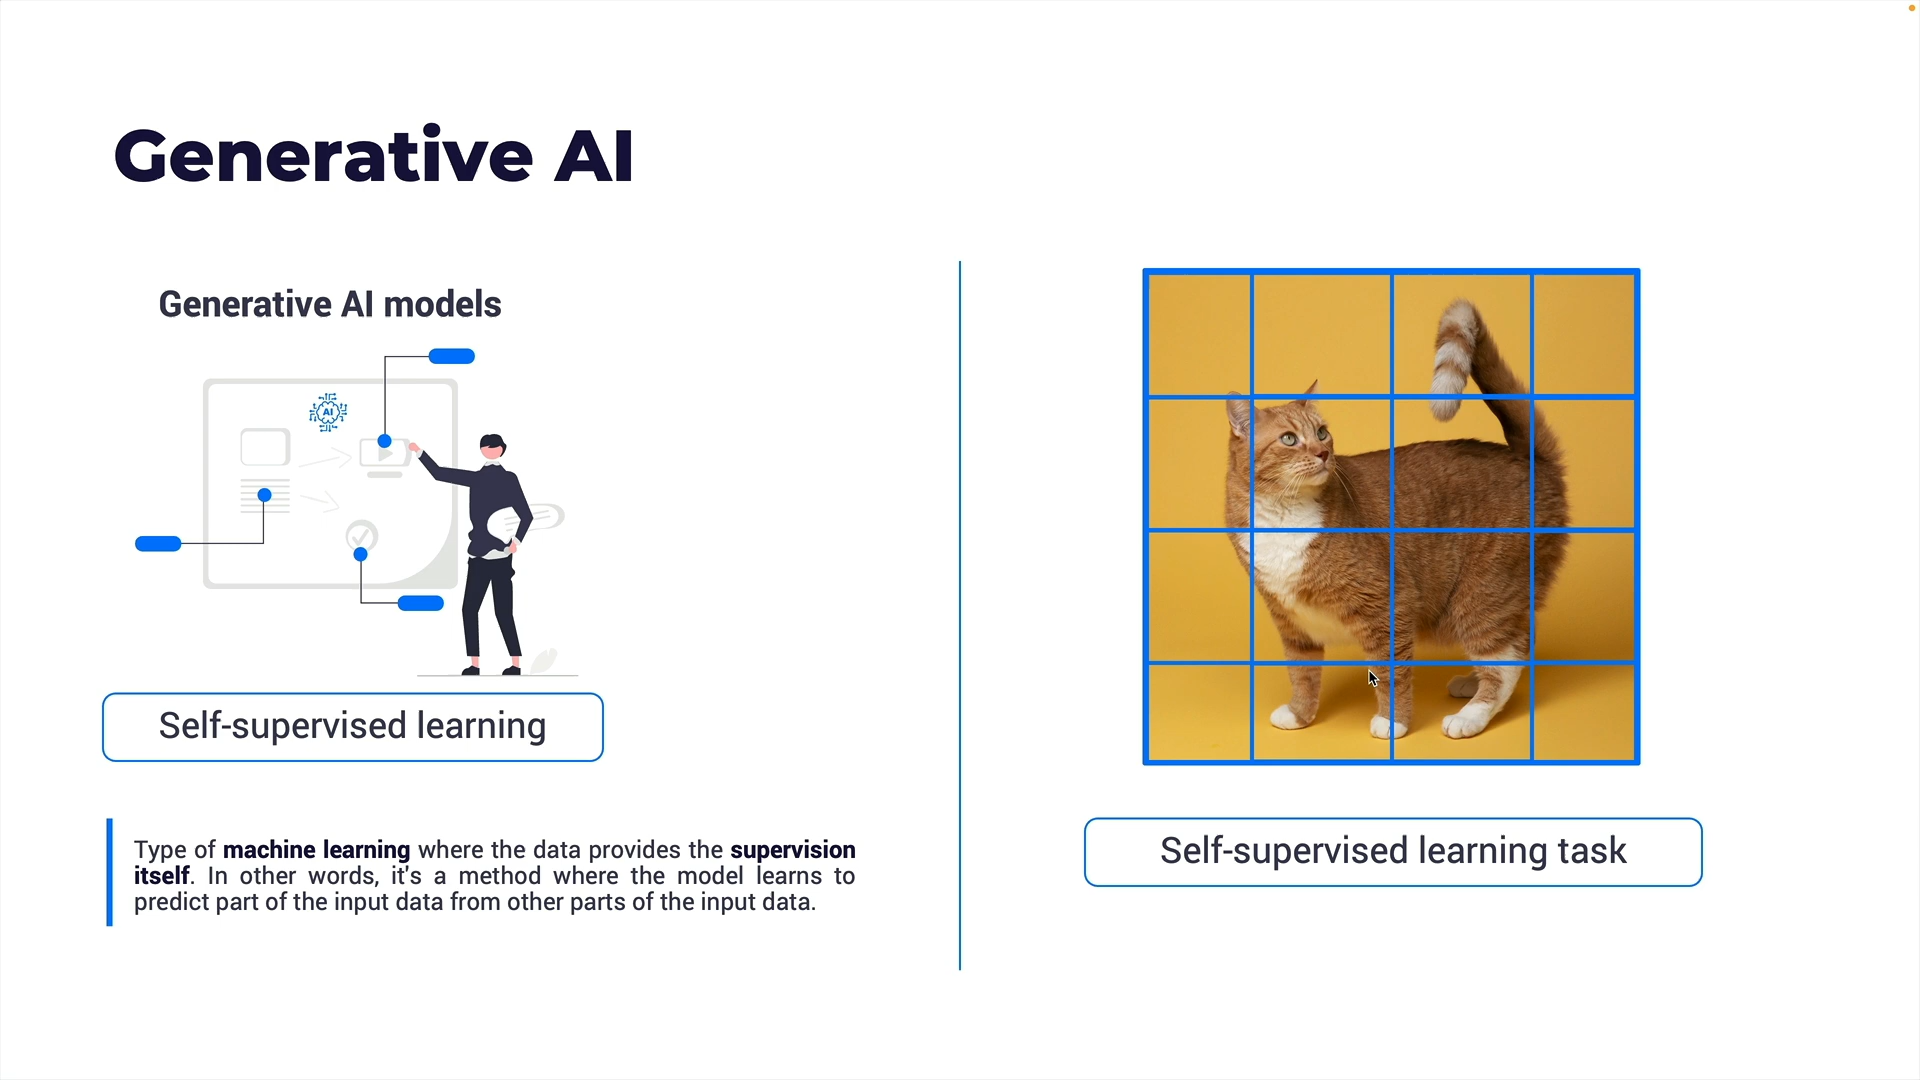 Generative AI
Generative AI models
AI
Self-supervised learning
Type of machine learning where the data provides the supervision
itself. In other words, it's a method where the model learns to
predict part of the input data from other parts of the input data.
Self-supervised learning task